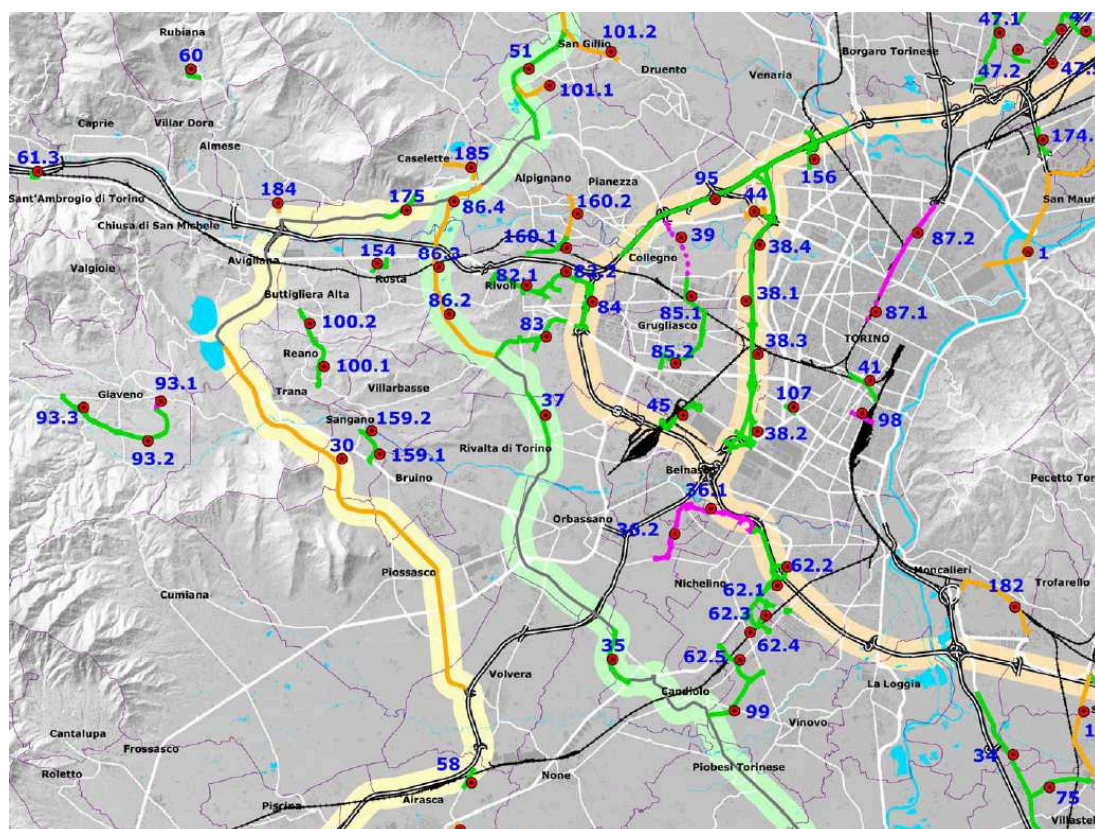 47.1
47
Rubiana
San Gillio
101.2
51
Borgaro Torinese
60
Druento
Venaria
47.2
47.
101.1
Caprie
Villar Dora
Almese
174.
61.3
Caselette
185
Alpignano
Pianezza
95
44
156
184
175
86.4
160.2
Sant'Ambrogio di Torino
San Maur
Chiusa di San Michele
39
87.2
160.1
38.4
1
Avigliana
154
86.3
Collegno
Valgioie
Rosta
82.1
82.2
Rivoli
Buttigliera Alta
86.2
84
38.1
85.1
87.1
100.2
83
Grugliasco
TORINO
38.3
Reano
85.2
100.1
41
Trana
Villarbasse
93.1
Giaveno
93.3
37
45
107
98
159.2
Sangano
38.2
93.2
30
Rivalta di Torino
159.1
Beinasco
Bruino
Pecetto Tor
36.1
Orbassano
36.2
62.2
Moncalieri
Piossasco
Nichelino
62.1
182
Trofarello
Cumiana
62.3
62.4
35
62.5
Volvera
La Loggia
Candiolo
99
Vinovo
Cantalupa
Frossasco
34
58
Piobesi Torinese
Roletto
None
75
Airasca
Piscina
Villastel